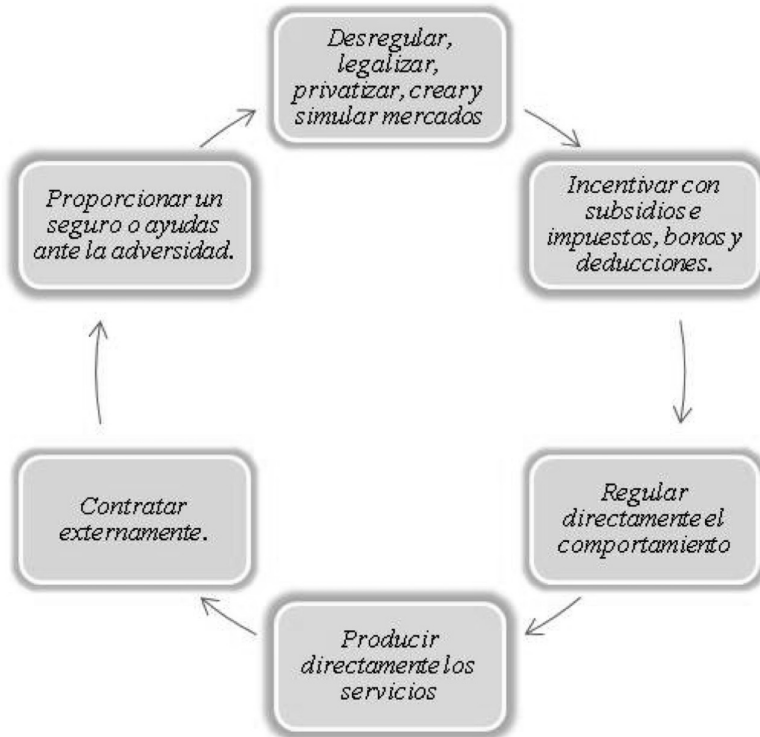 Desregular,
legalizar,
privatizar, crear y
simular mercados
Incentivar con
subsidios e
impuestos, bonos y
deducciones.
Regular
directamente el
comportamiento
Producir
directamente los
servicios
Contratar
externamente.
Proporcionar un
seguro o ayudas
ante la adversidad.